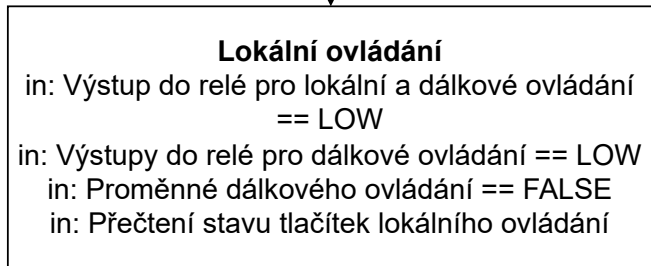 Lokální ovládání
in: Výstup do relé pro lokální a dálkové ovládání
== LOW
in: Výstupy do relé pro dálkové ovládání == LOW
in: Proměnné dálkového ovládání == FALSE
in: Přečtení stavu tlačítek lokálního ovládání